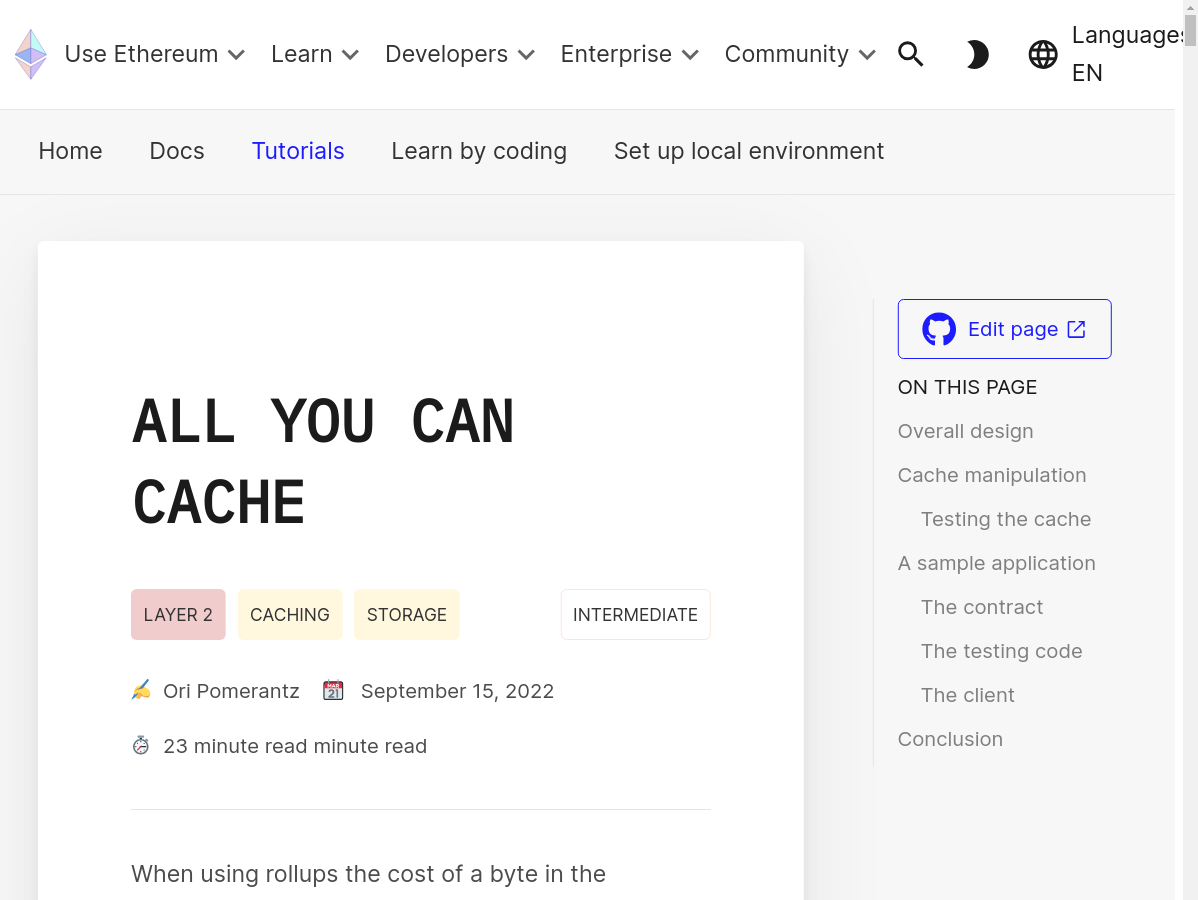 Use Ethereum Learn Developers Enterprise Community Languages
EN
Home Docs Tutorials Learn by coding Set up local environment
ALL YOU CAN
CACHE
LAYER 2 CACHING STORAGE INTERMEDIATE
Ori Pomerantz September 15, 2022
23 minute read minute read
When using rollups the cost of a byte in the
Edit page
ON THIS PAGE
Overall design
Cache manipulation
Testing the cache
A sample application
The contract
The testing code
The client
Conclusion